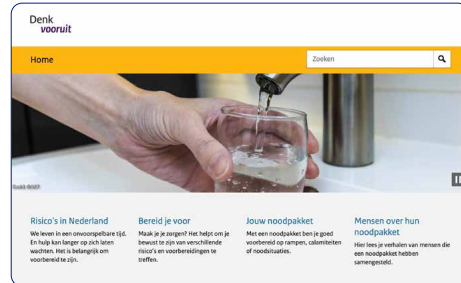 Denk
vooruit
Home
Zoeken
Risico's in Nederland
We leven in een onvoorspelbare tijd.
En hulp kan langer op zich laten
wachten. Het is belangrijk om
voorbereid te zijn.
Bereid je voor
Maak je je zorgen? Het helpt om je
bewust te zijn van verschillende
risico's en voorbereidingen te
treffen.
Jouw noodpakket
Met een noodpakket ben je goed
voorbereid op rampen, calamiteiten
of noodsituaties.
Mensen over hun
noodpakket
Hier lees je verhalen van mensen die
een noodpakket hebben
samengesteld.